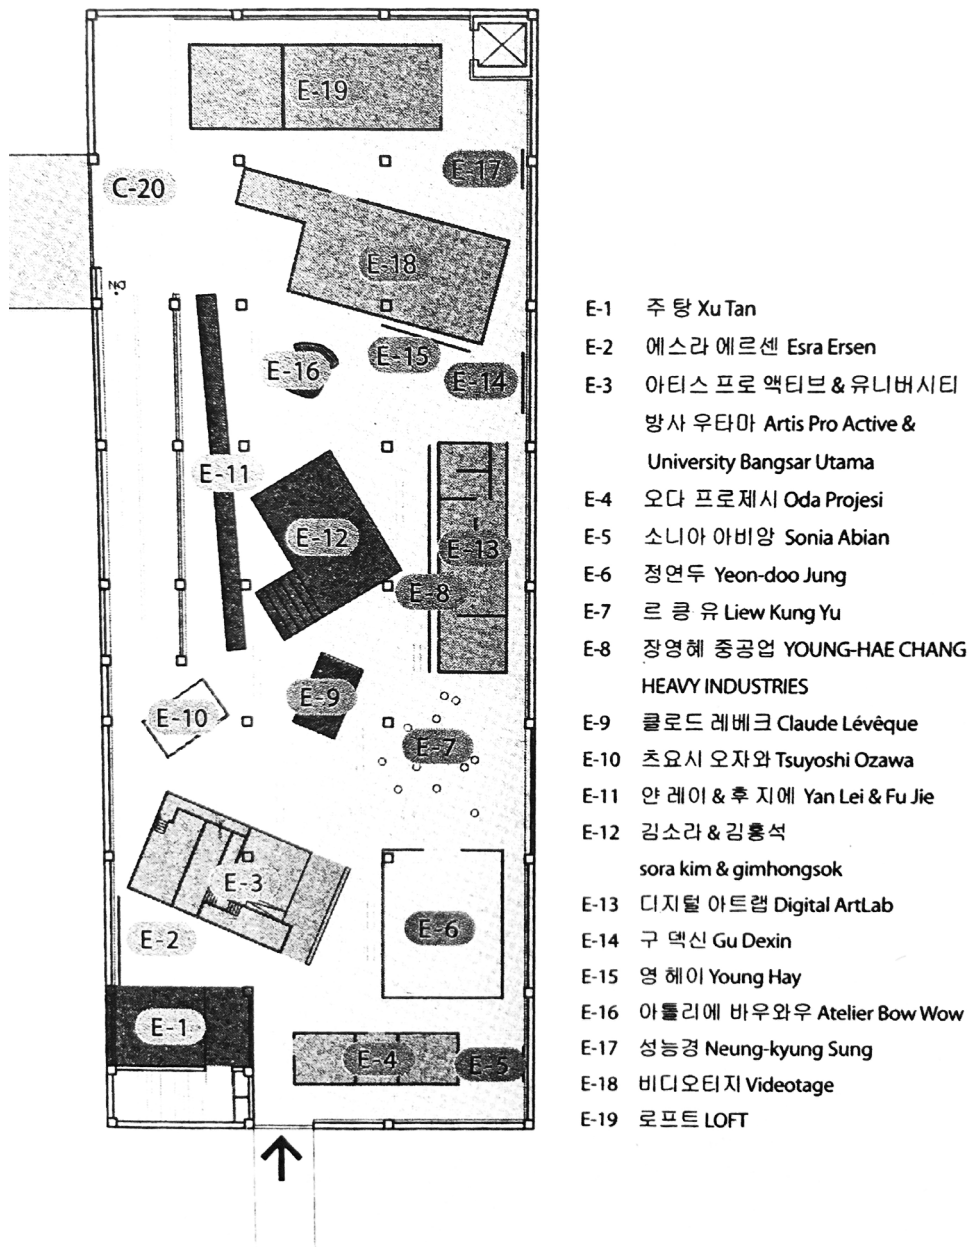 E-19
E-17
C-20
E-18
DN
E-15
E-16
E-14
E-11
E-12
E-13
E-8
E-9
E-10
E-7
E-3
E-6
E-2
E-1
E-4
E-5
E-1 주 탕 Xu Tan
E-2 에스라 에르센 Esra Ersen
E-3 아티스 프로 액티브 & 유니버시티
방사 우타마 Artis Pro Active &
University Bangsar Utama
E-4 오다 프로제시 Oda Projesi
E-5 소니아 아비앙 Sonia Abian
E-6 정연두 Yeon-doo Jung
E-7 르 킁 유 Liew Kung Yu
E-8 장영혜 중공업 YOUNG-HAE CHANG
HEAVY INDUSTRIES
E-9 클로드 레베크 Claude Lévêque
E-10 츠요시 오자와 Tsuyoshi Ozawa
E-11 얀 레이 & 후 지에 Yan Lei & Fu Jie
E-12 김소라 & 김홍석
sora kim & gimhongsok
E-13 디지털 아트랩 Digital ArtLab
E-14 구 덱신 Gu Dexin
E-15 영 헤이 Young Hay
E-16 아틀리에 바우와우 Atelier Bow Wow
E-17 성능경 Neung-kyung Sung
E-18 비디오티지 Videotage
E-19 로프트 LOFT